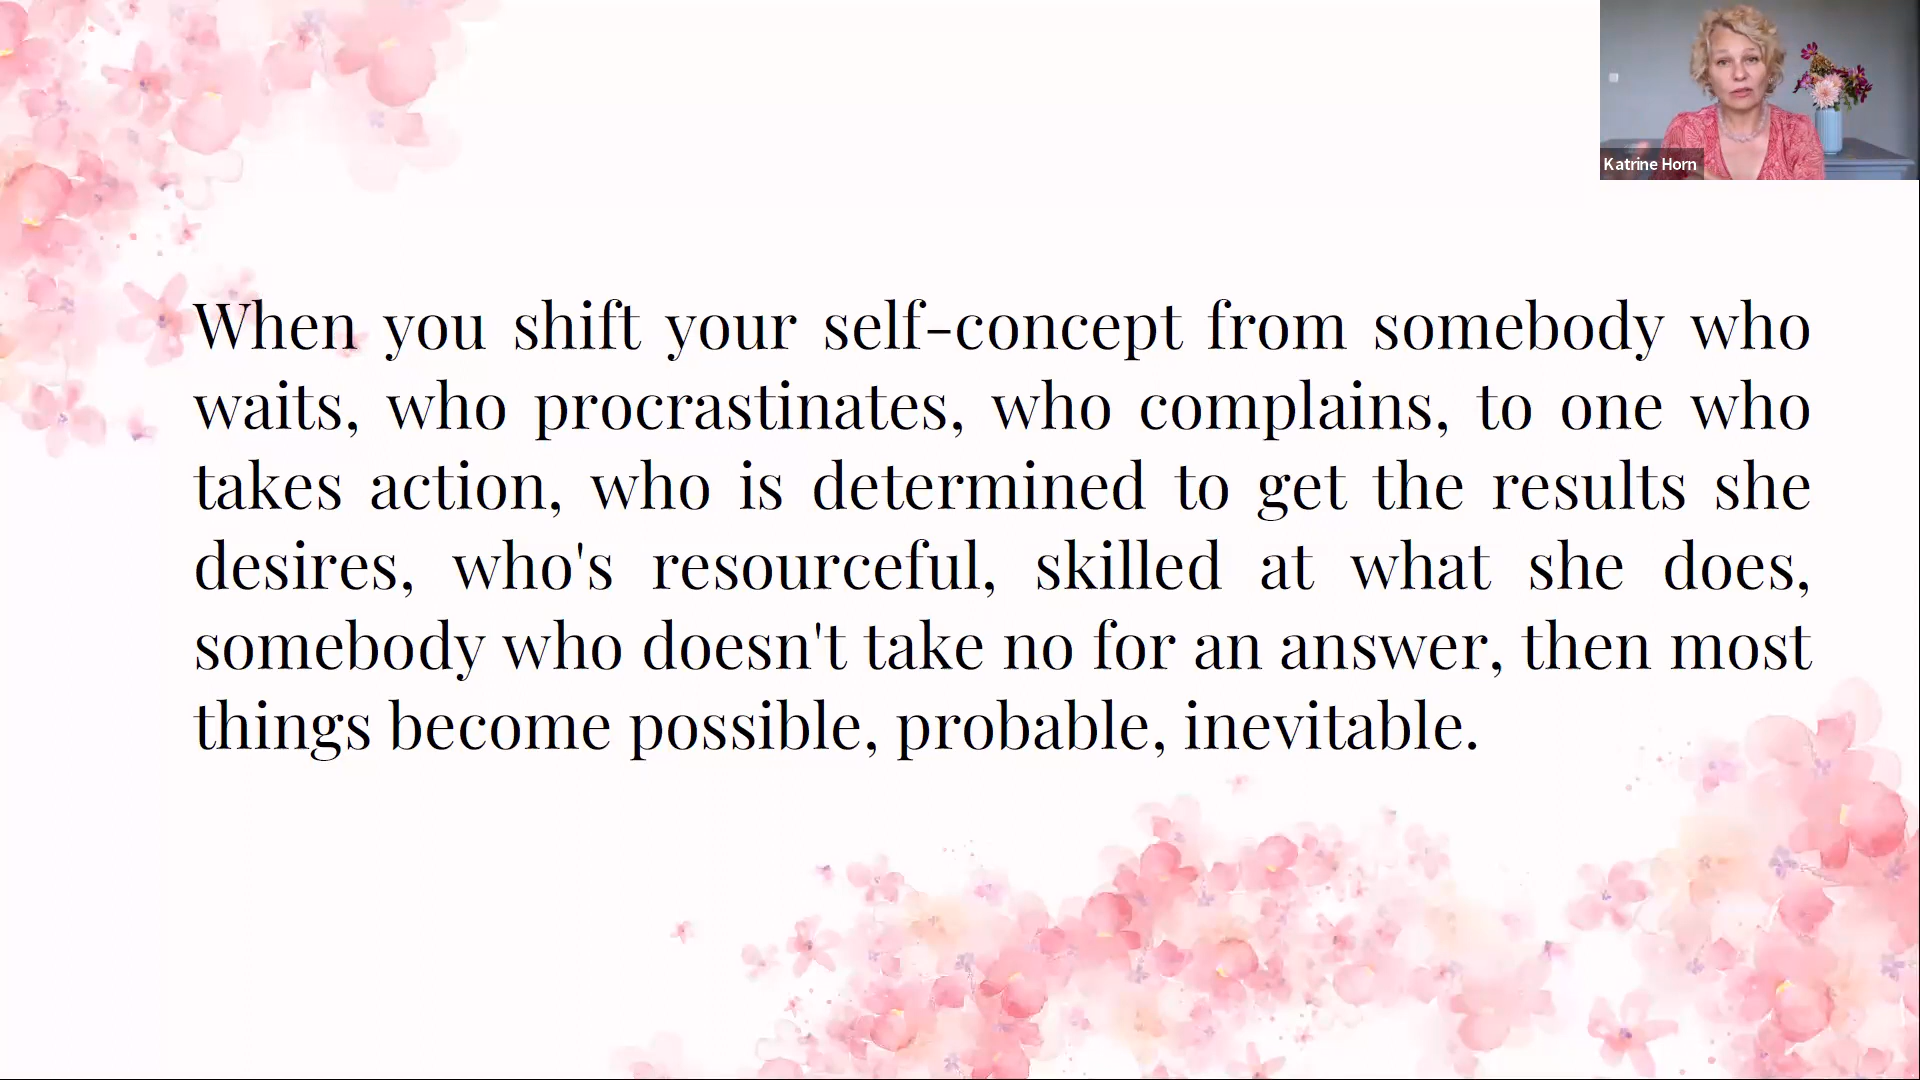 Katrine Horn
When you shift your self-concept from somebody who
waits, who procrastinates, who complains, to one who
takes action, who is determined to get the results she
desires, who's resourceful, skilled at what she does,
somebody who doesn't take no for an answer, then most
things become possible, probable, inevitable.